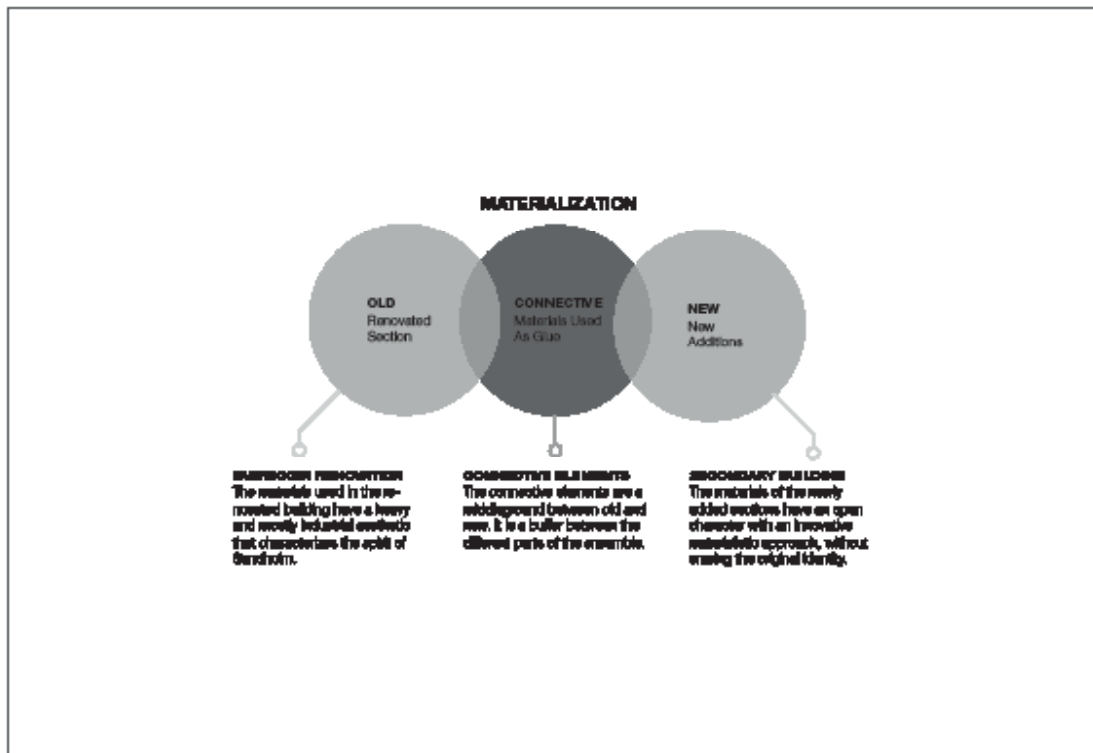 MATERIALIZATION
OLD
Renovated
Section
CONNECTIVE
Materials Used
As Glue
NEW
New
Additions
RENOVATION
The materials used in the re-
novated building have a heavy
and mostly industrial aesthetic
that characterizes the spirit of
CONNECTIVE ELEMENTS
The connective elements are a
middleground between old and
new. It is a buffer between the
different parts of the ensemble.
SECONDARY BUILDING
The materials of the newly
added sections have an open
character with an innovative
materialistic approach, without
erasing the original identity.